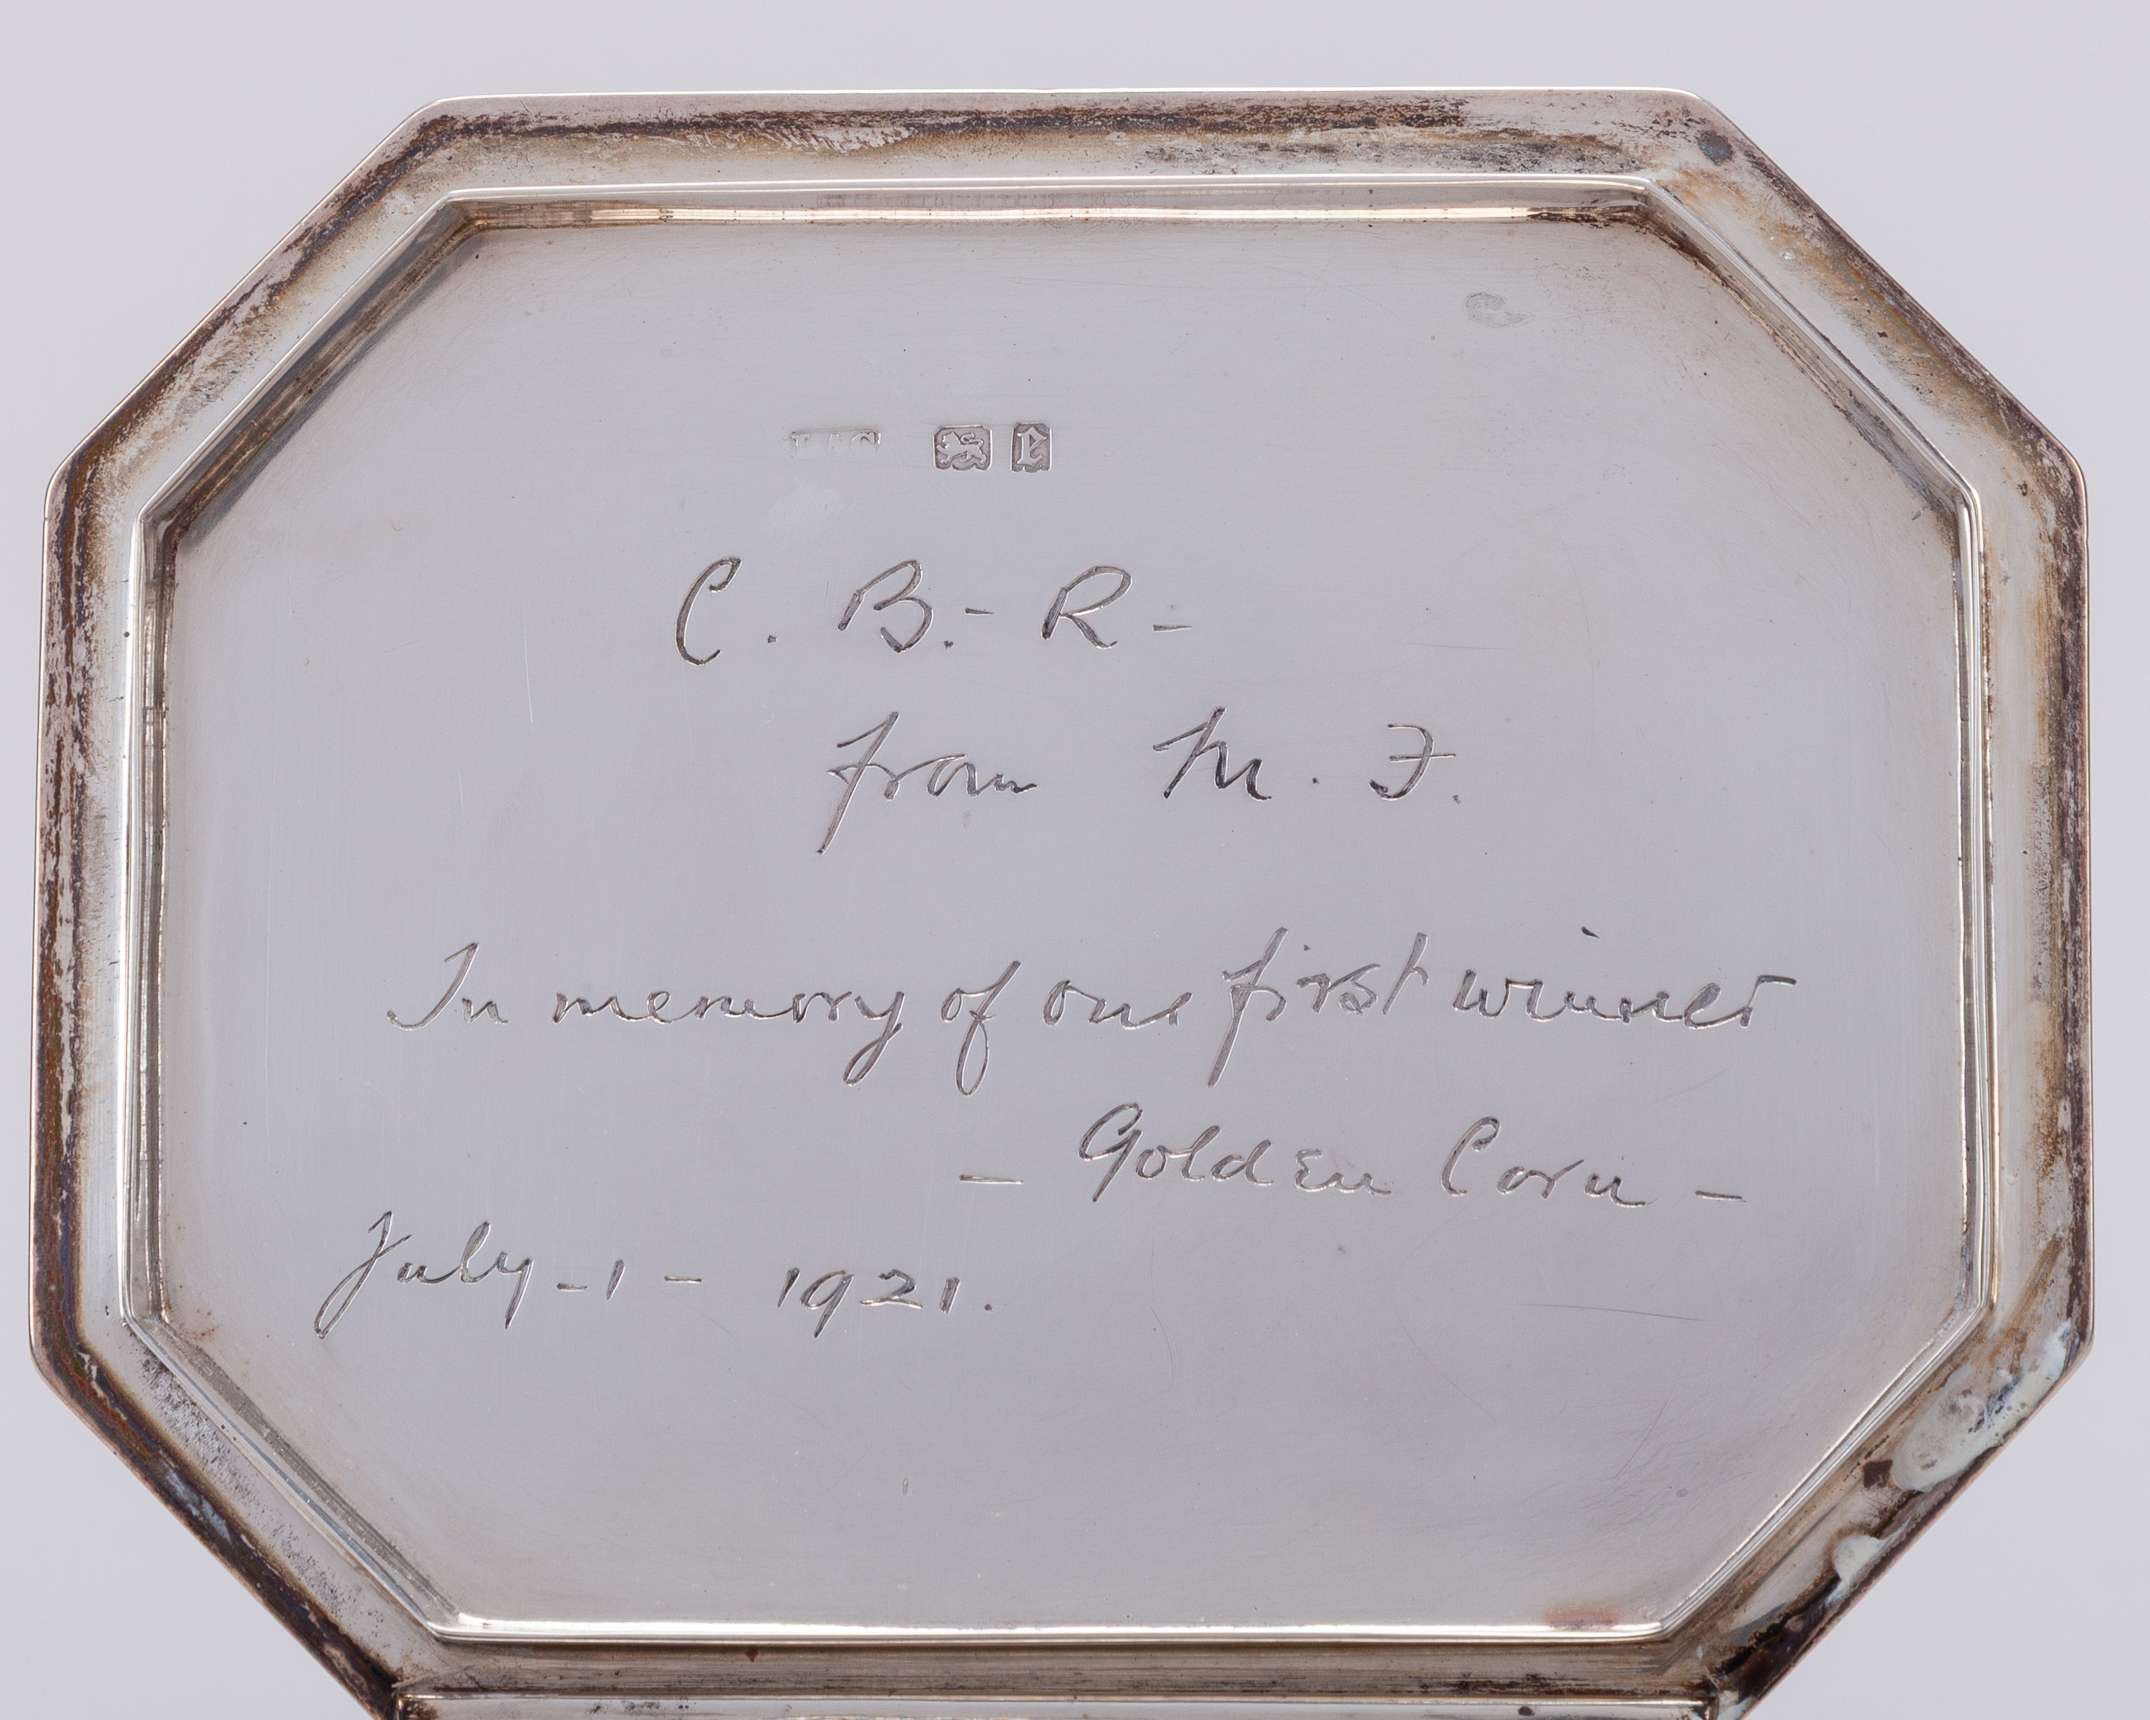 C. B.- R-
from M. F.
In memory of our first winner
- Golden Corn -
July - 1 - 1921.